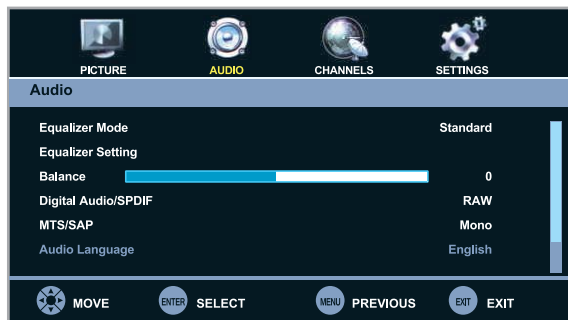 PICTURE AUDIO CHANNELS SETTINGS
Audio
Equalizer Mode Standard
Equalizer Setting
Balance 0
Digital Audio/SPDIF RAW
MTS/SAP Mono
Audio Language English
MOVE ENTER SELECT MENU PREVIOUS EXIT EXIT